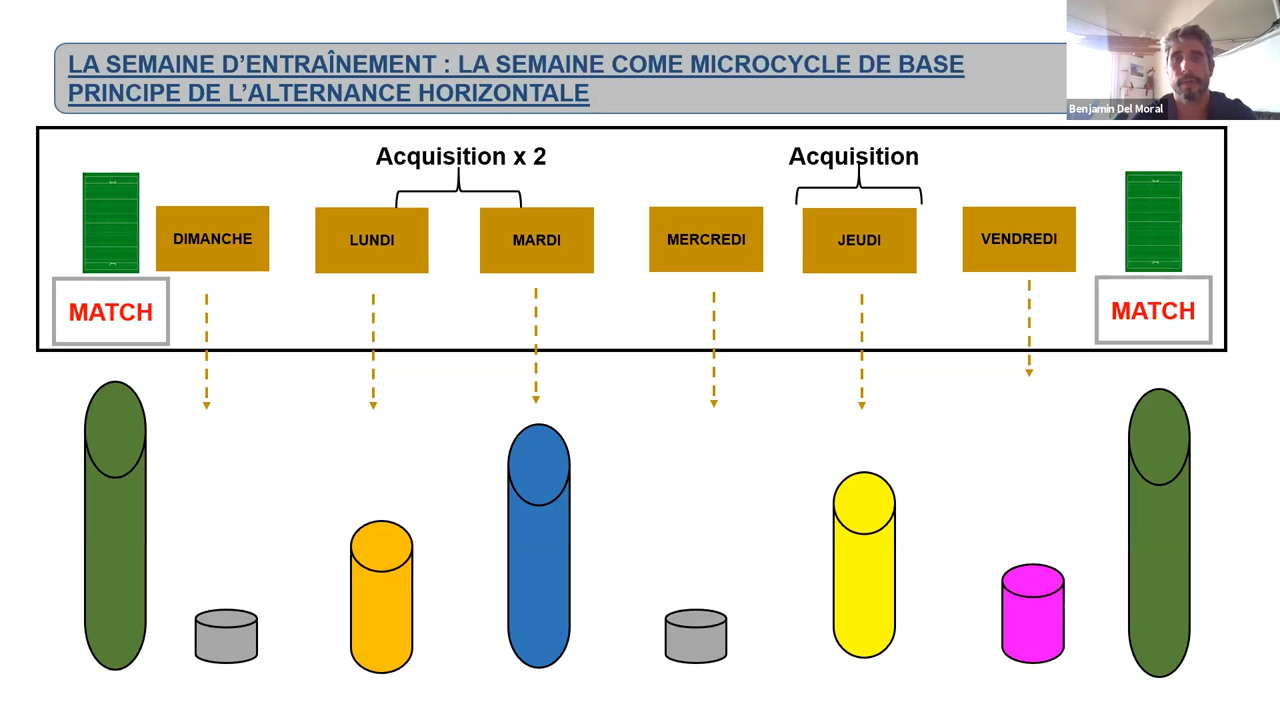 LA SEMAINE D’ENTRAÎNEMENT : LA SEMAINE COME MICROCYCLE DE BASE
PRINCIPE DE L’ALTERNANCE HORIZONTALE
Benjamin Del Moral
Acquisition x 2
Acquisition
DIMANCHE
LUNDI
MARDI
MERCREDI
JEUDI
VENDREDI
MATCH
MATCH